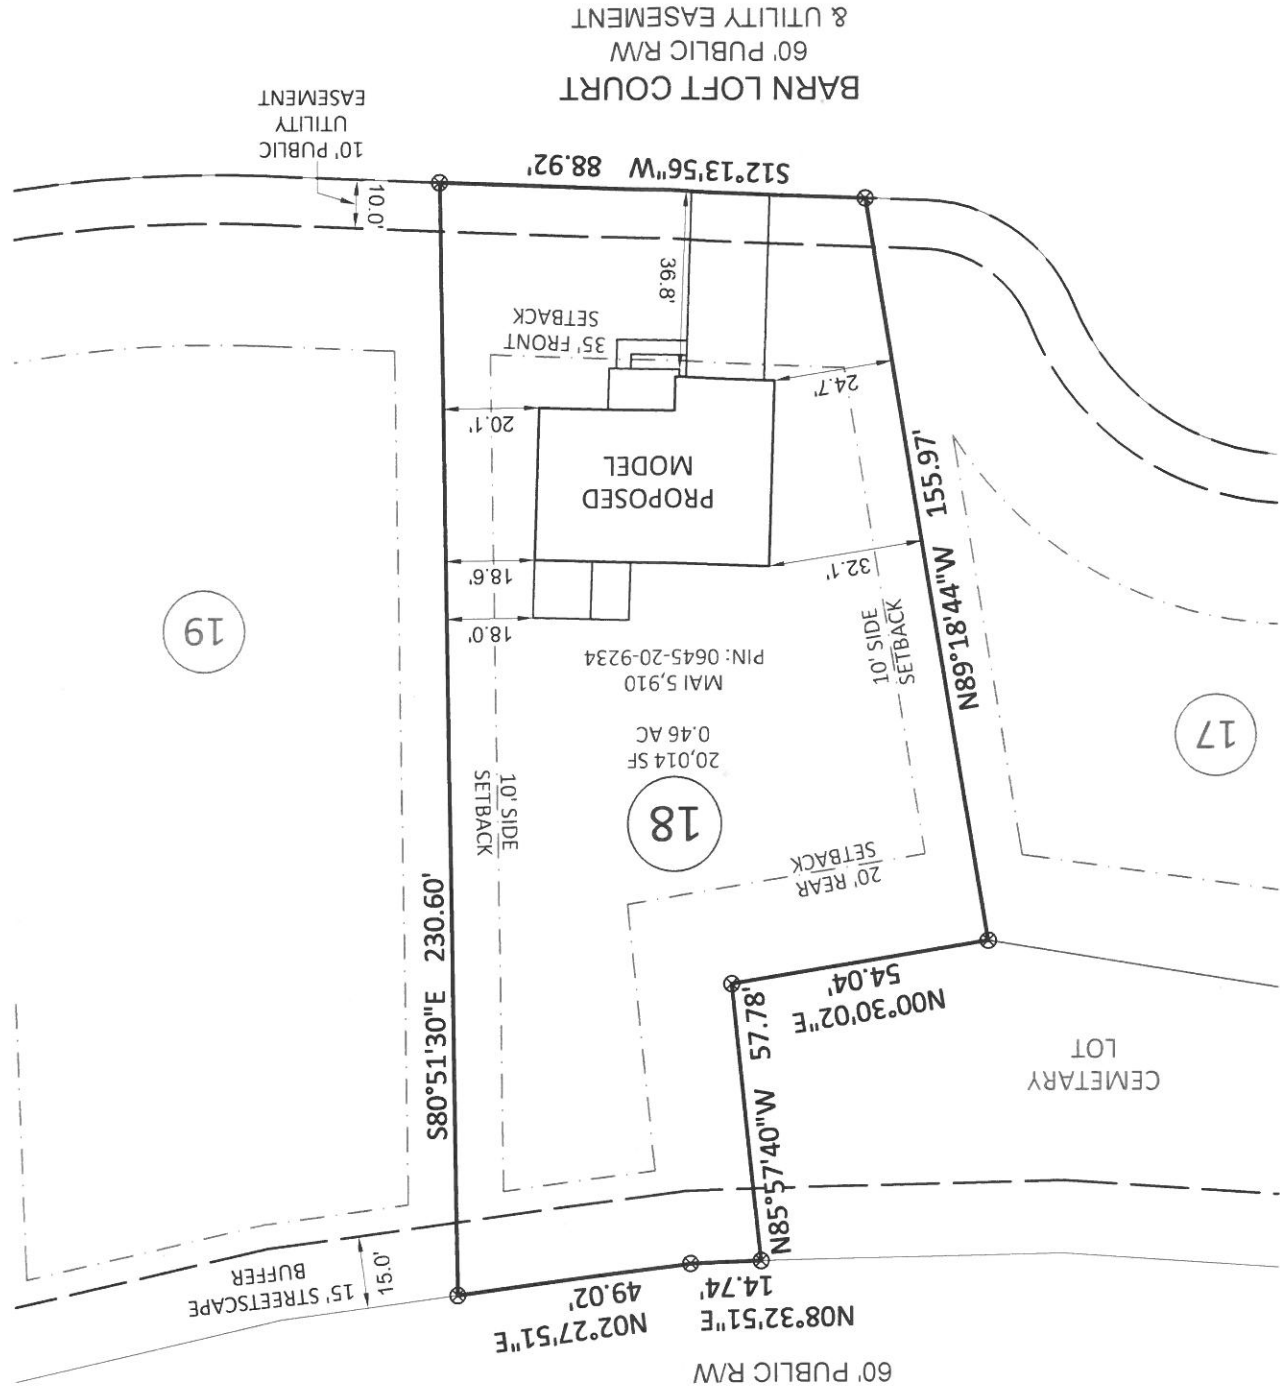 60' PUBLIC R/W
N08°32'51"E
14.74'
N02°27'51"E
49.02'
15' STREETSCAPE
BUFFER
15.0'
CEMETARY
LOT
N85°57'40"W 57.78'
N00°30'02"E
54.04'
S80°51'30"E 230.60'
20' REAR
SETBACK
10' SIDE
SETBACK
18
20,014 SF
0.46 AC
MAI 5,910
PIN: 0645-20-9234
17
19
N89°18'44"W 155.97'
10' SIDE
SETBACK
18.0'
18.6'
32.1'
PROPOSED
MODEL
20.1'
24.7'
35' FRONT
SETBACK
36.8'
10.0'
10' PUBLIC
UTILITY
EASEMENT
S12°13'56"W 88.92'
BARN LOFT COURT
60' PUBLIC R/W
& UTILITY EASEMENT